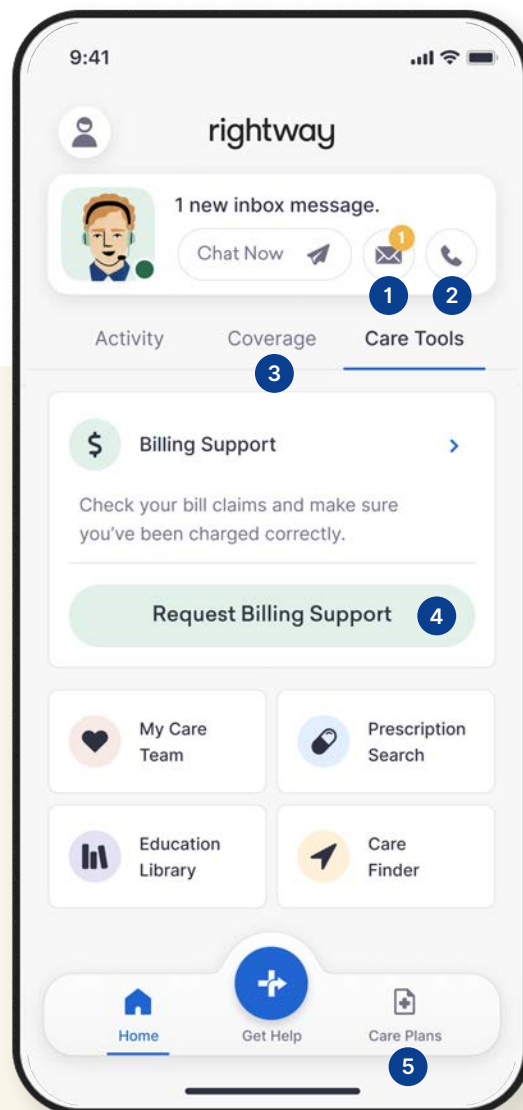 9:41
rightway
1 new inbox message.
Chat Now
1
1
2
Activity Coverage Care Tools
3
$ Billing Support
Check your bill claims and make sure
you've been charged correctly.
Request Billing Support 4
My Care
Team
Prescription
Search
Education
Library
Care
Finder
Home Get Help Care Plans
5